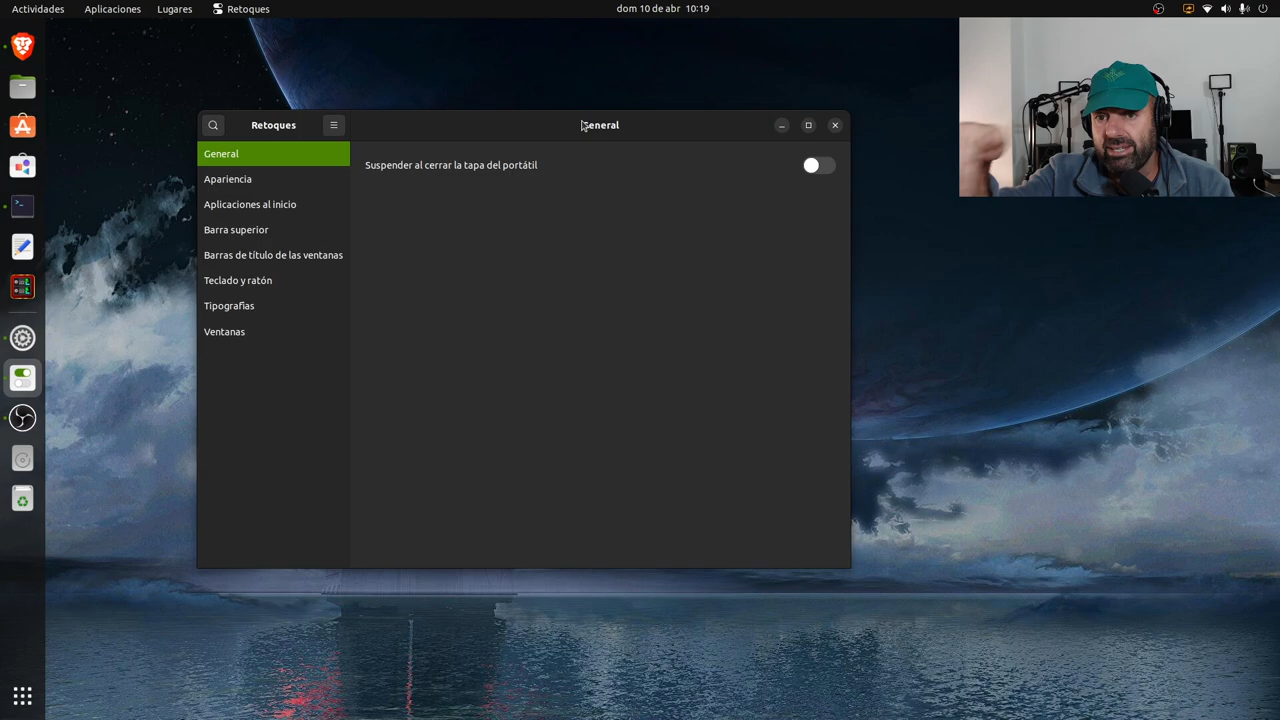 Actividades Aplicaciones Lugares Retoques dom 10 de abr 10:19
Retoques General
General
Apariencia
Aplicaciones al inicio
Barra superior
Barras de título de las ventanas
Teclado y ratón
Tipografías
Ventanas
Suspender al cerrar la tapa del portátil